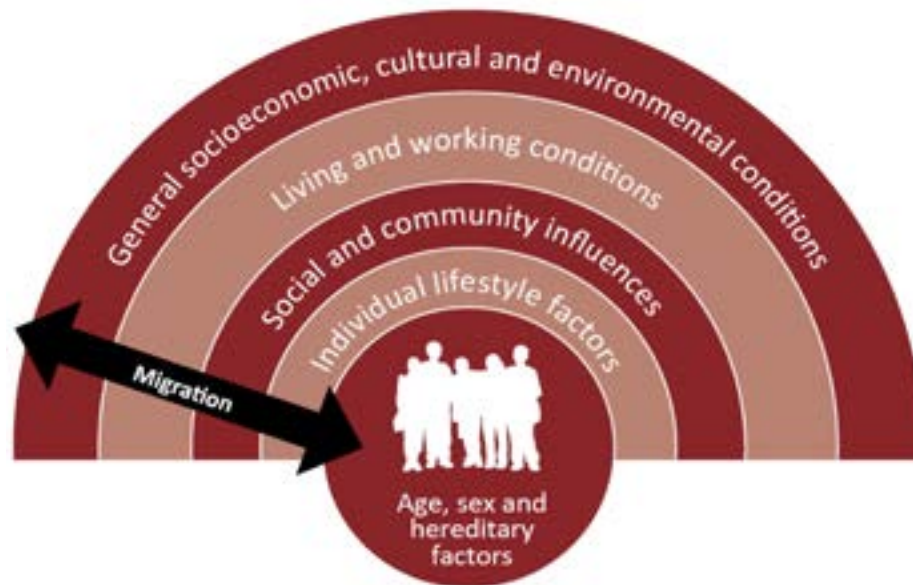 General socioeconomic, cultural and environmental conditions
Living and working conditions
Social and community influences
Individual lifestyle factors
Migration
Age, sex and
hereditary
factors